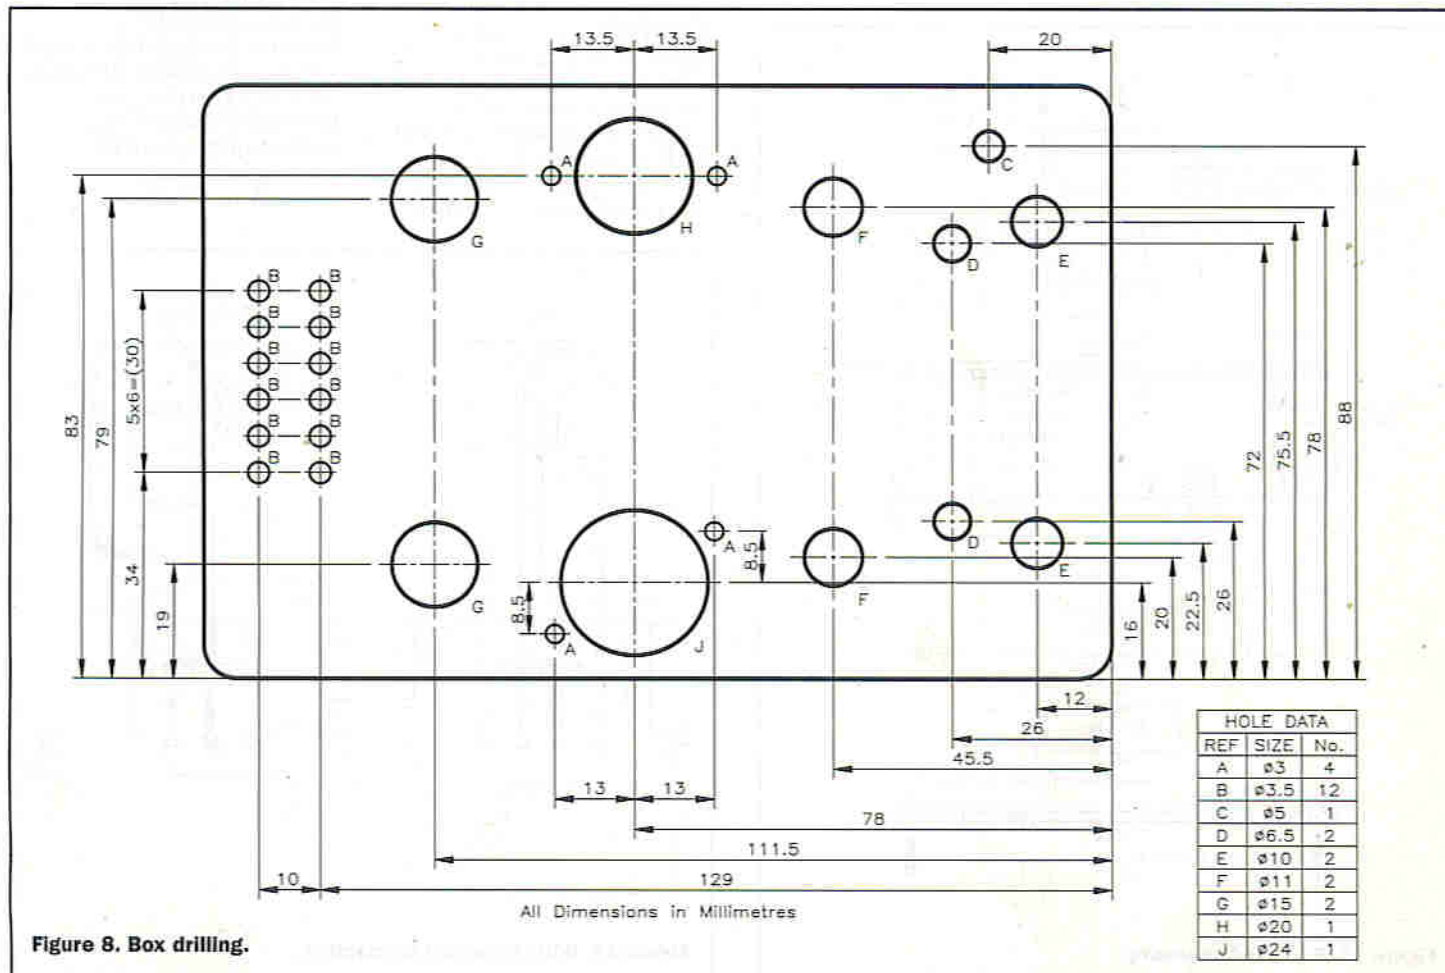 13.5 13.5 20
A A
C
G H F
D E
B B
B B
B B
B B
B B
B B
5x6=(30)
83
79
34
19
72
75.5
78
88
A
8.5
8.5
G A J F D E
16
20
22.5
26
12
26
45.5
13 13
78
111.5
10 129
All Dimensions in Millimetres
HOLE DATA
REF SIZE No.
A ø3 4
B ø3.5 12
C ø5 1
D ø6.5 2
E ø10 2
F ø11 2
G ø15 2
H ø20 1
J ø24 1
Figure 8. Box drilling.